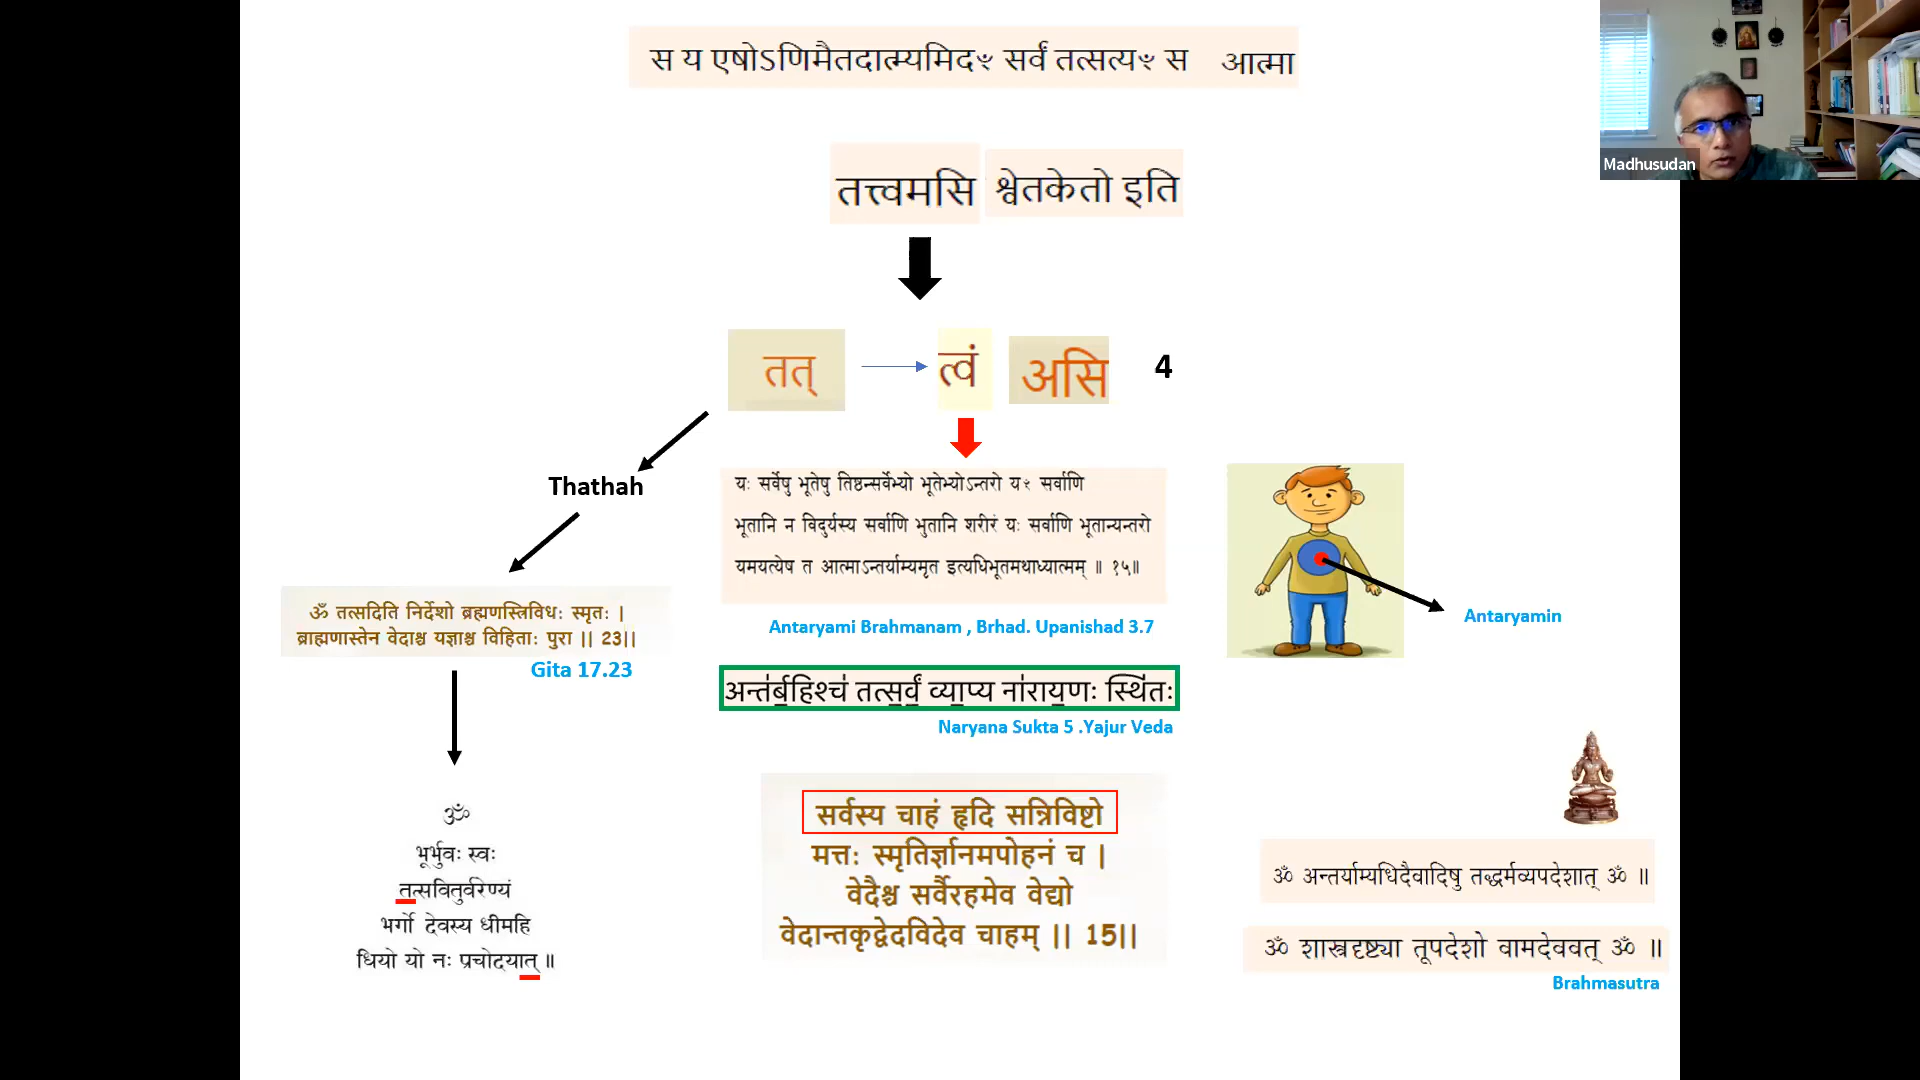 स य एषोऽणिमैतदात्म्यमिदꣳ सर्वं तत्सत्यꣳ स आत्मा
Madhusudan
तत्त्वमसि श्वेतकेतो इति
तत् त्वं असि 4
Thathah
यः सर्वेषु भूतेषु तिष्ठन्सर्वेभ्यो भूतेभ्योऽन्तरो यꣳ सर्वाणि
भूतानि न विदुर्यस्य सर्वाणि भुतानि शरीरं यः सर्वाणि भूतान्यन्तरो
यमयत्येष त आत्माऽन्तर्याम्यमृत इत्यधिभूतमथाध्यात्मम् ॥ १५॥
Antaryami Brahmanam , Brhad. Upanishad 3.7
Antaryamin
ॐ तत्सदिति निर्देशो ब्रह्मणस्त्रिविधः स्मृतः |
ब्राह्मणास्तेन वेदाश्च यज्ञाश्च विहिताः पुरा || 23||
Gita 17.23
अन्त॑र्ब॒हिश्च॑ तत्स॒र्वं॒ व्या॒प्य ना॑राय॒णः स्थि॑तः
Naryana Sukta 5 .Yajur Veda
ॐ
भूर्भुवः स्वः
तत्सवितुर्वरेण्यं
भर्गो देवस्य धीमहि
धियो यो नः प्रचोदयात् ॥
सर्वस्य चाहं हृदि सन्निविष्टो
मत्तः स्मृतिर्ज्ञानमपोहनं च |
वेदैश्च सर्वैरहमेव वेद्यो
वेदान्तकृद्वेदविदेव चाहम् || 15||
ॐ अन्तर्याम्यधिदैवादिषु तद्धर्मव्यपदेशात् ॐ ॥
ॐ शास्त्रदृष्ट्या तूपदेशो वामदेववत् ॐ ॥
Brahmasutra